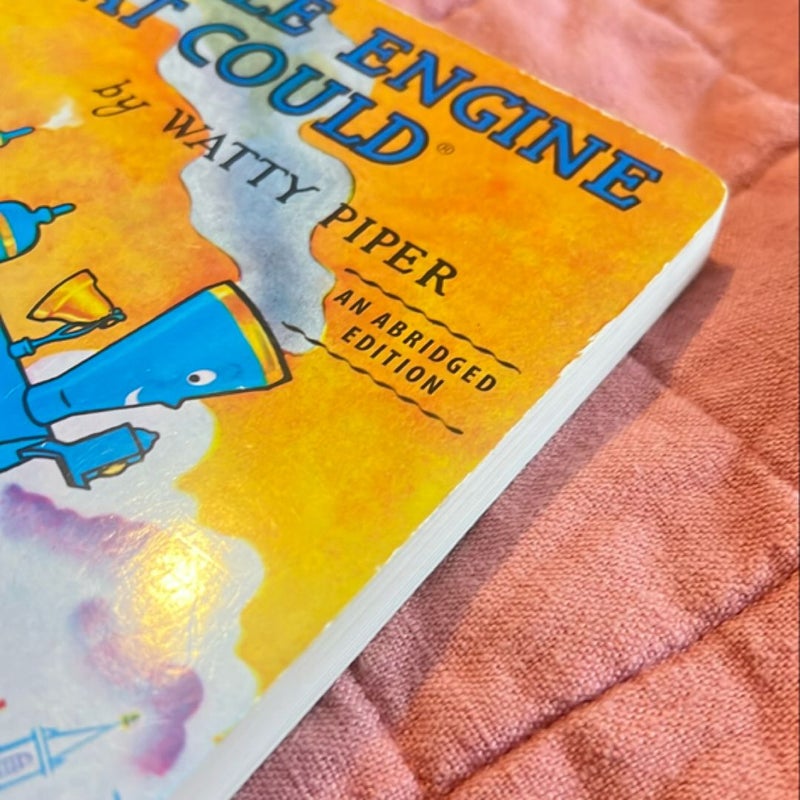 ENGINE
COULD®
by WATTY PIPER
AN ABRIDGED
EDITION